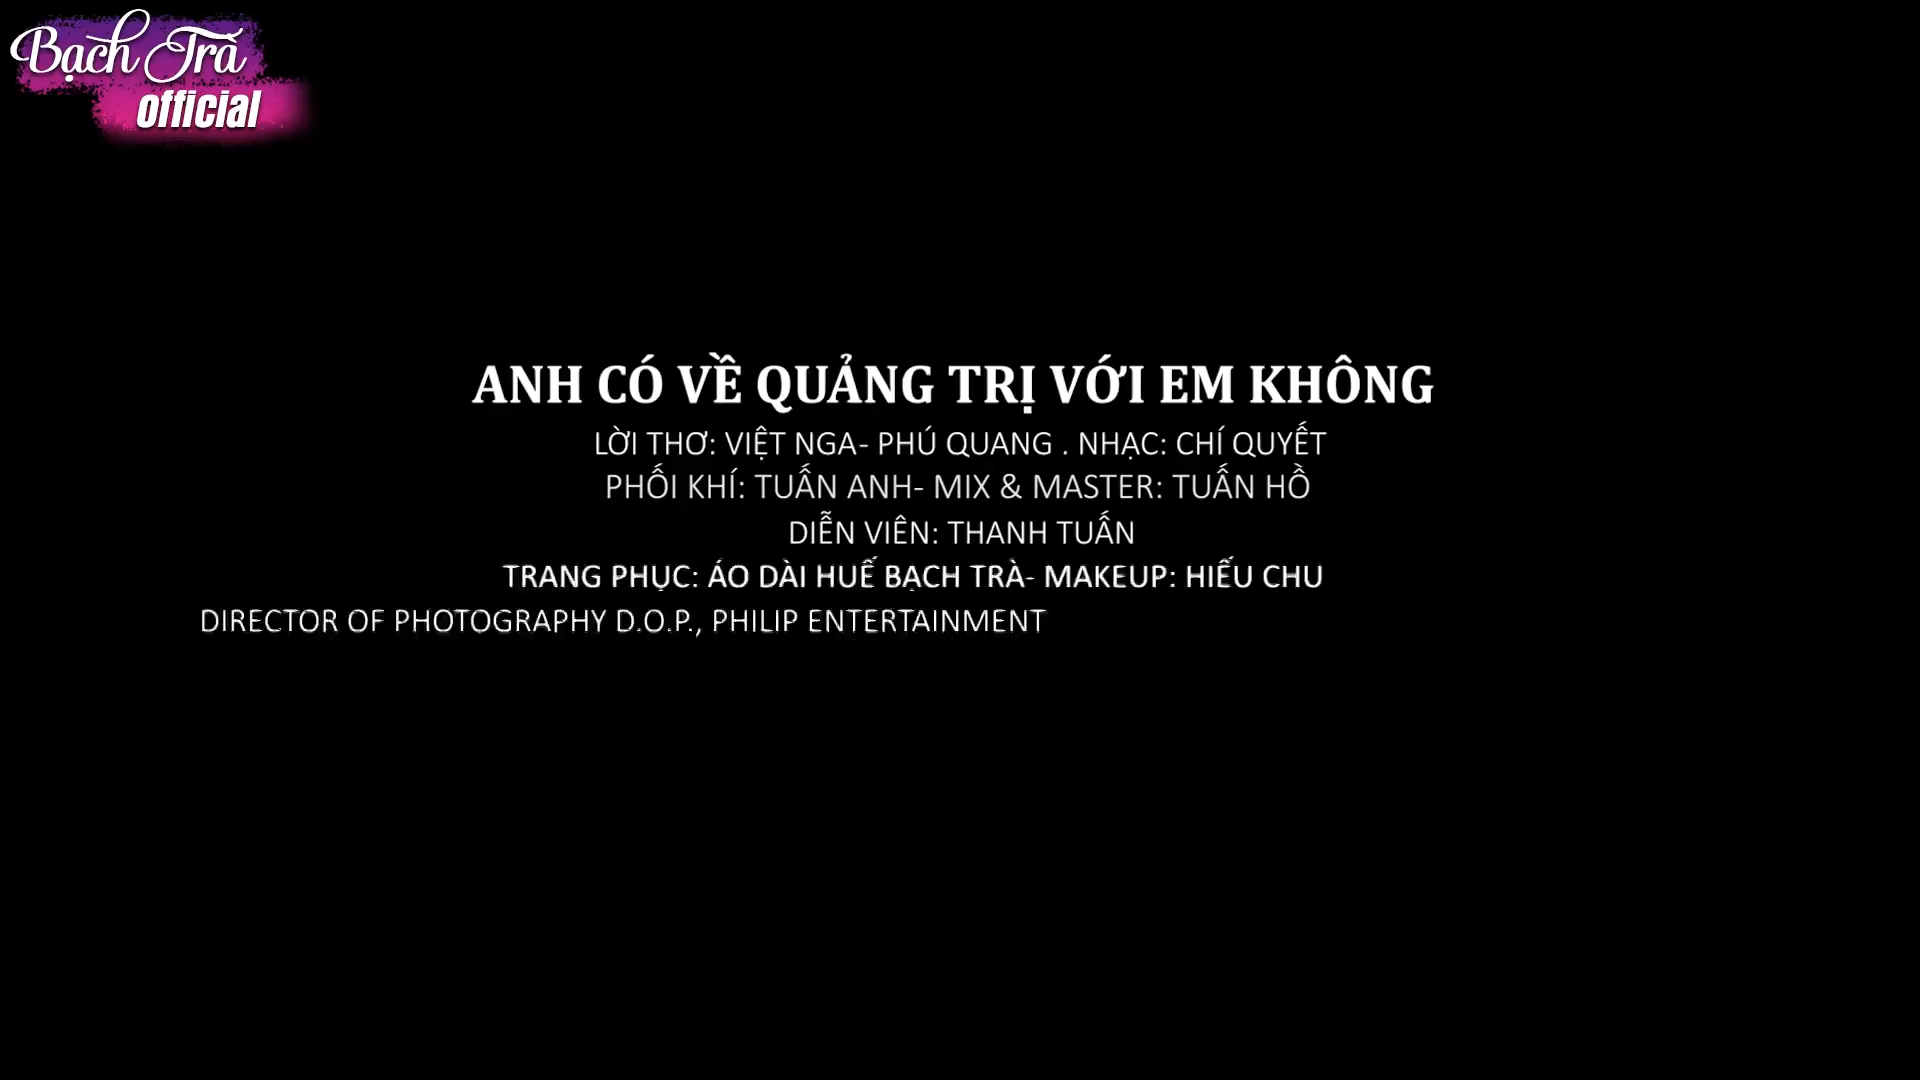 Bạch Trà
official
ANH CÓ VỀ QUẢNG TRỊ VỚI EM KHÔNG
LỜI THƠ: VIỆT NGA- PHÚ QUANG . NHẠC: CHÍ QUYẾT
PHỐI KHÍ: TUẤN ANH- MIX & MASTER: TUẤN HỒ
DIỄN VIÊN: THANH TUẤN
TRANG PHỤC: ÁO DÀI HUẾ BẠCH TRÀ- MAKEUP: HIẾU CHU
DIRECTOR OF PHOTOGRAPHY D.O.P., PHILIP ENTERTAINMENT